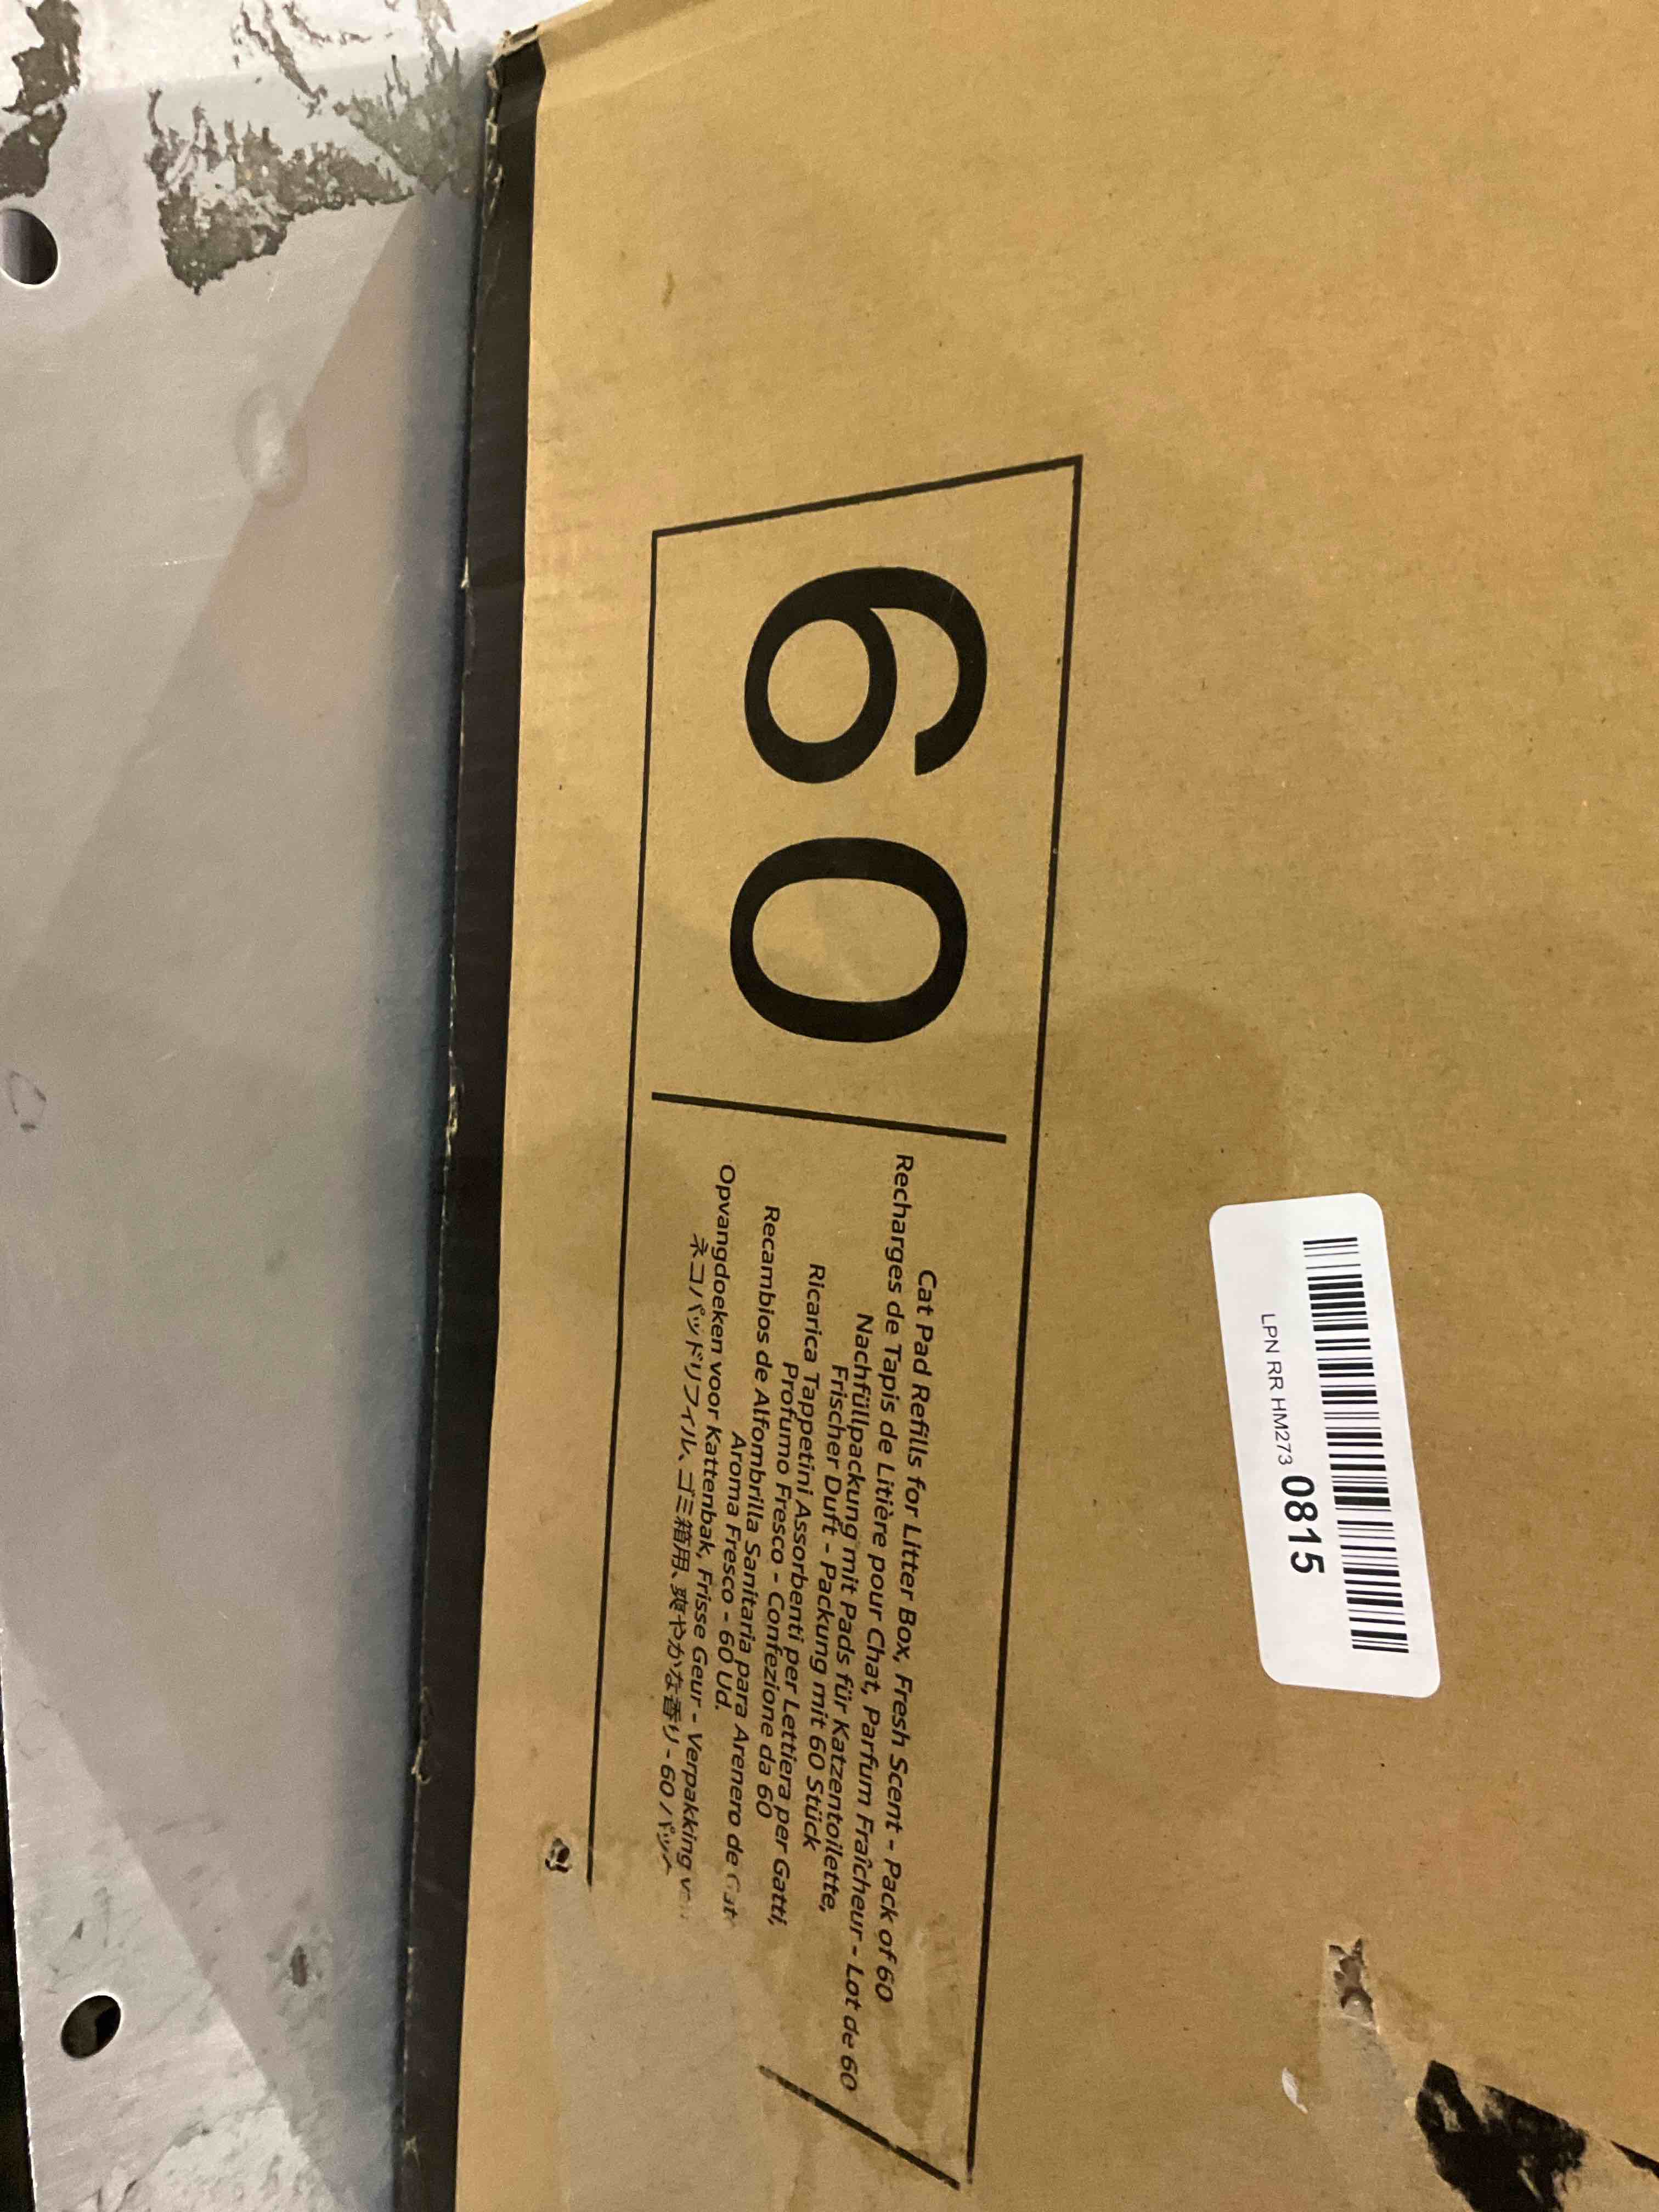 60
Cat Pad Refills for Litter Box, Fresh Scent - Pack of 60
Recharges de Tapis de Litière pour Chat, Parfum Fraîcheur - Lot de 60
Nachfüllpackung mit Pads für Katzentoilette,
Frischer Duft - Packung mit 60 Stück
Ricarica Tappetini Assorbenti per Lettiera per Gatti,
Profumo Fresco - Confezione da 60
Recambios de Alfombrilla Sanitaria para Arenero de
Aroma Fresco - 60 Ud.
Opvangdoeken voor Kattenbak, Frisse Geur - Verpakking
ネコパッドリフィル、ゴミ箱用、爽やかな香り - 60 パック
LPN RR HM273 0815